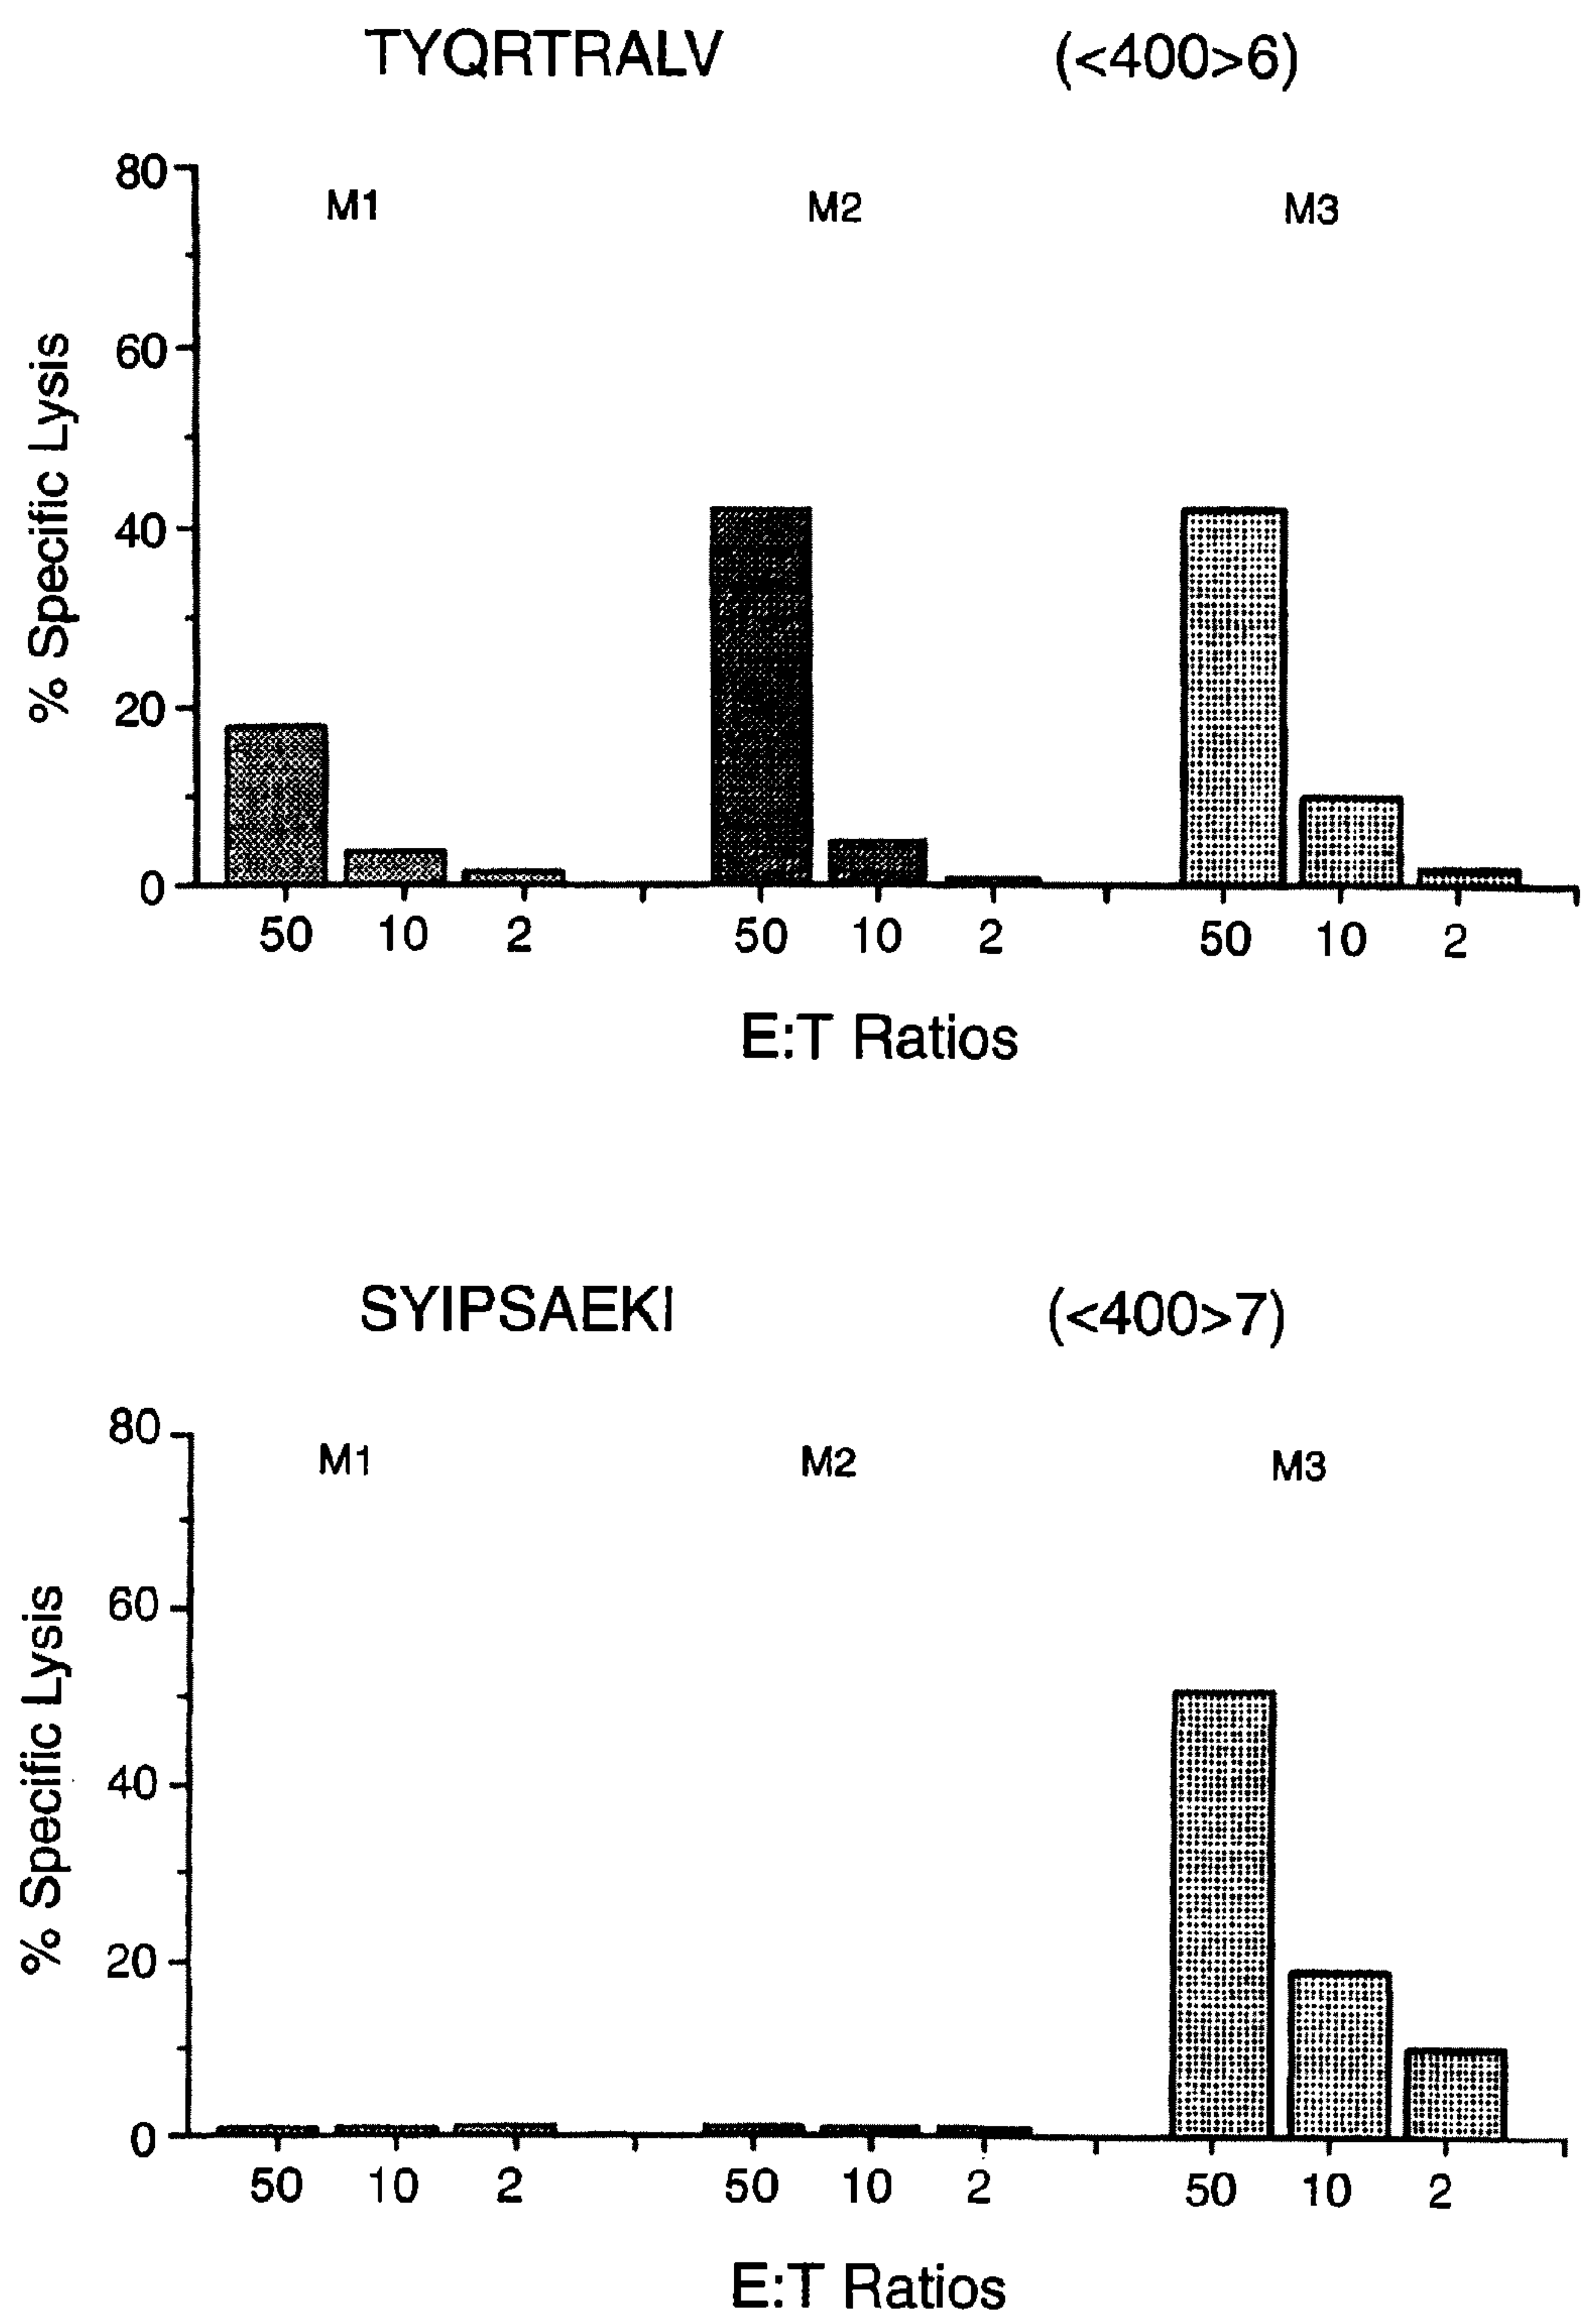 TYQRTRALV (<400>6)
80
M1 M2 M3
60
40
20
0
% Specific Lysis
50 10 2 50 10 2 50 10 2
E:T Ratios
SYIPSAEKI (<400>7)
80
M1 M2 M3
60
40
20
0
% Specific Lysis
50 10 2 50 10 2 50 10 2
E:T Ratios